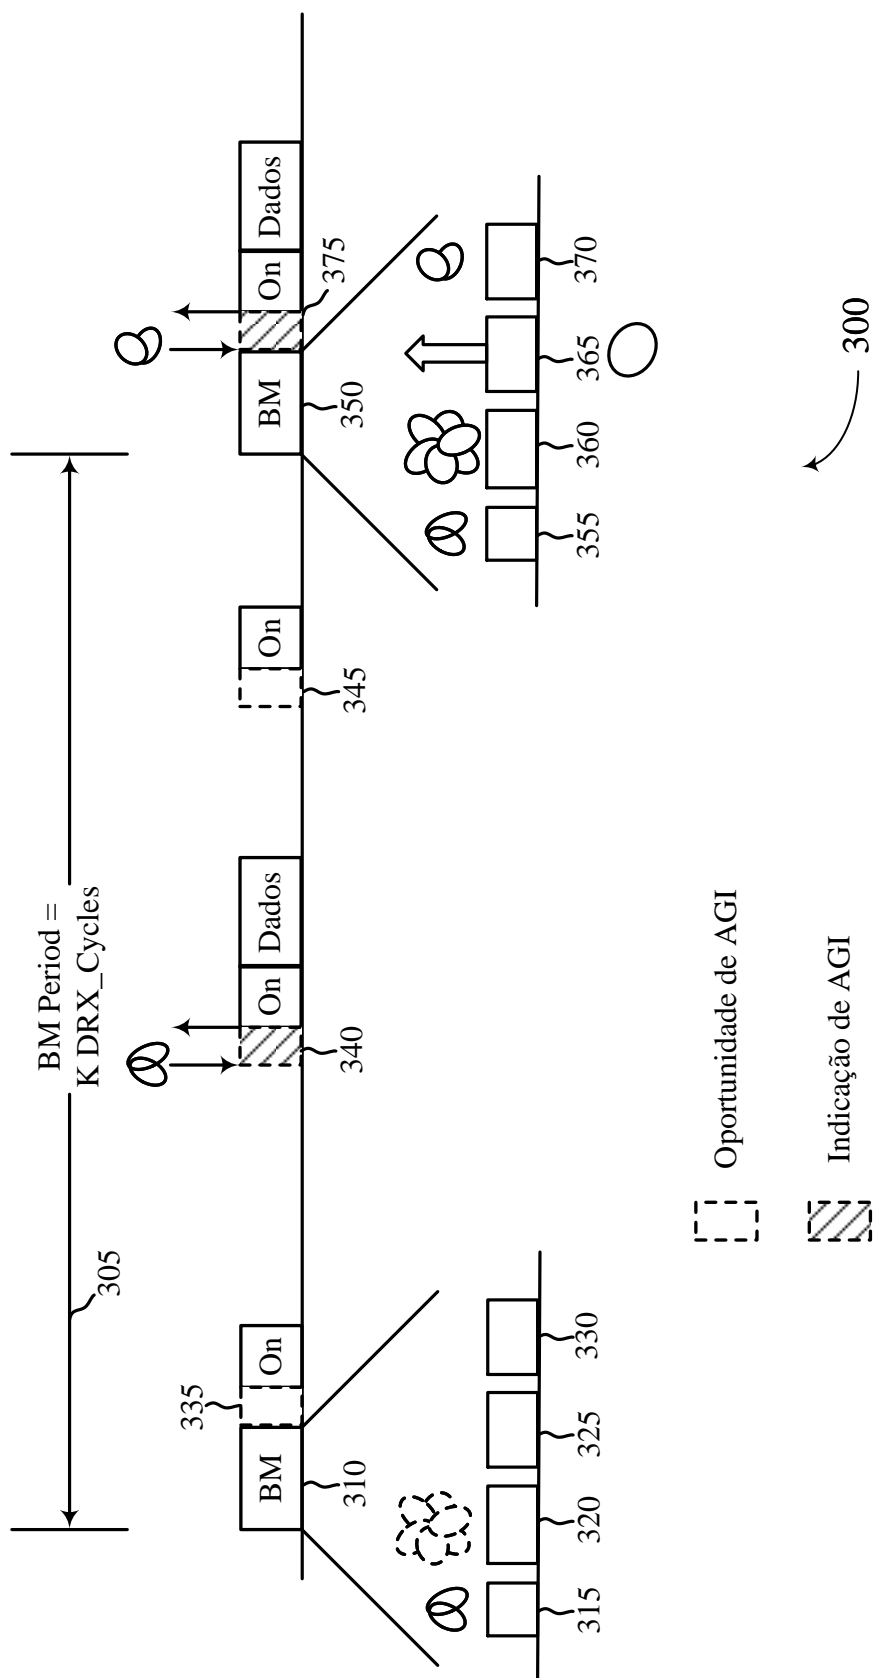 BM Period =
K DRX_Cycles
305
335
BM
On
On
Dados
On
BM
On
Dados
310
340
345
350
375
315
320
325
330
355
360
365
370
Oportunidade de AGI
Indicação de AGI
300